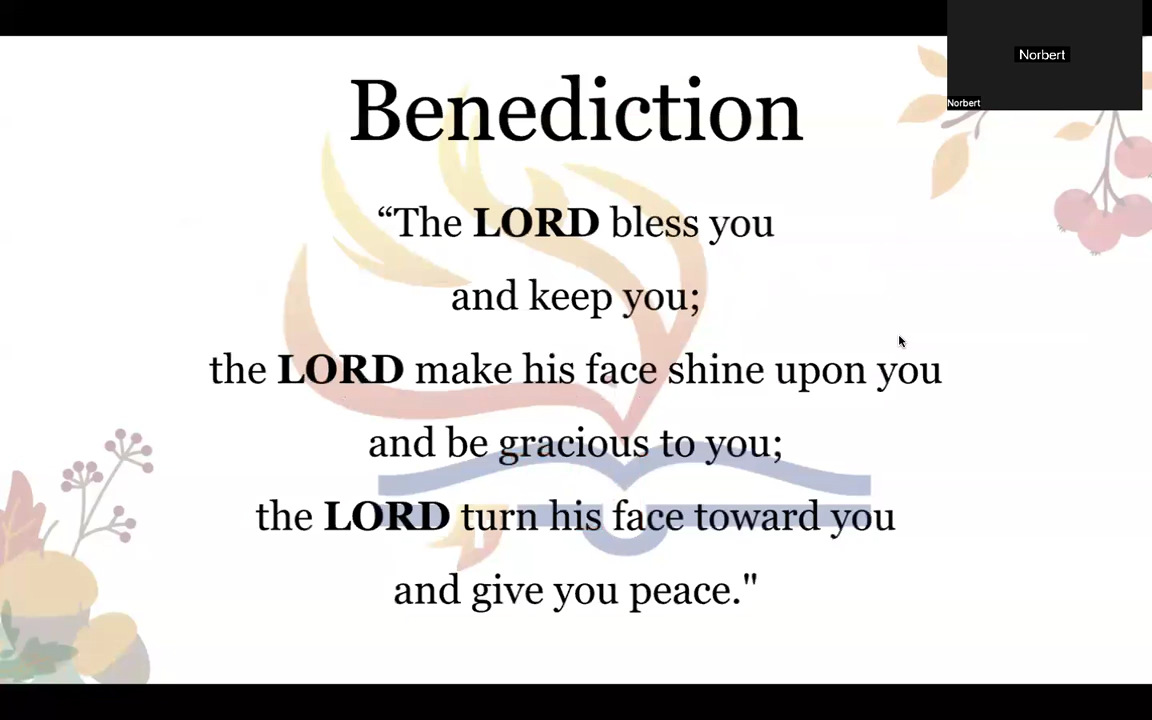 Norbert
Norbert
Benediction
“The LORD bless you
and keep you;
the LORD make his face shine upon you
and be gracious to you;
the LORD turn his face toward you
and give you peace."